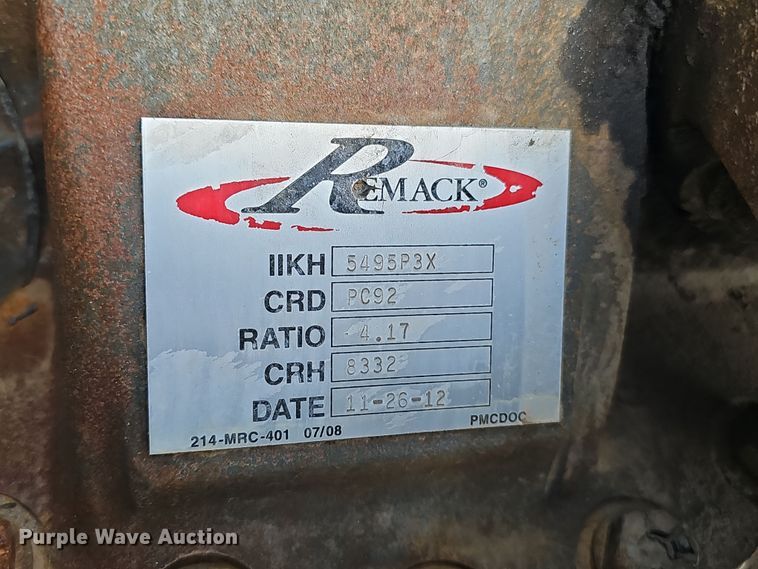 REMACK®
IIKH 5495P3X
CRD PC92
RATIO 4.17
CRH 8332
DATE 11-26-12
214-MRC-401 07/08 PMCDOC
Purple Wave Auction